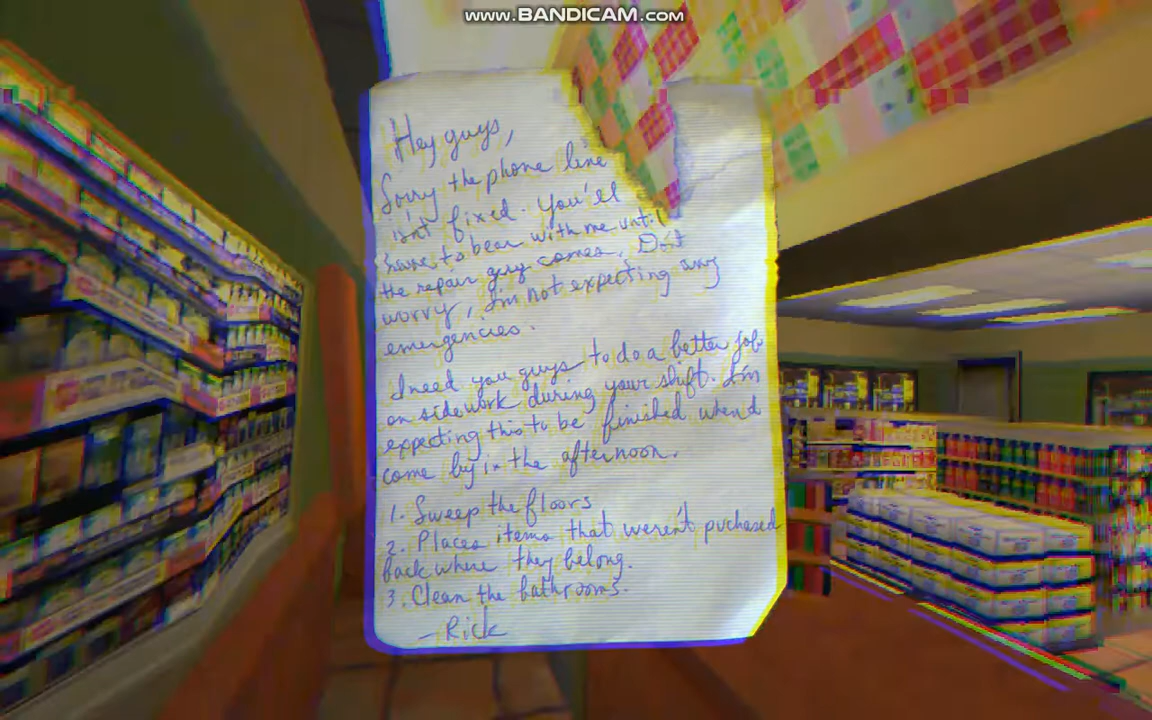 www.BANDICAM.com
Hey guys,
Sorry the phone line
isn't fixed. You'll
have to bear with me until
the repair guy comes. Don't
worry, I'm not expecting any
emergencies.
I need you guys to do a better job
on sidework during your shift. I'm
expecting this to be finished when I
come by in the afternoon.
1. Sweep the floors
2. Places items that weren't puchased
back where they belong.
3. Clean the bathrooms.
-Rick